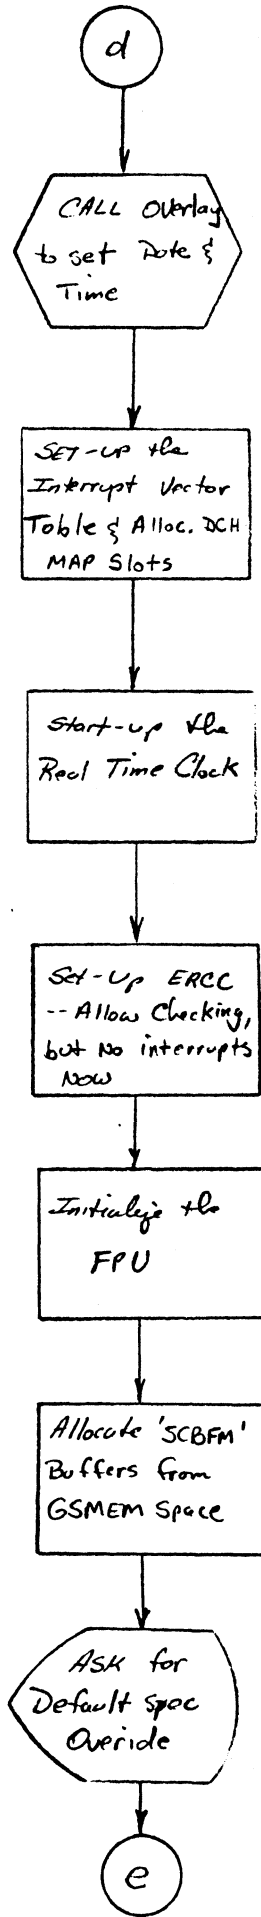 d
CALL Overlay
to set Date &
Time
SET-UP the
Interrupt Vector
Table & Alloc. DCH
MAP Slots
Start-up the
Real Time Clock
Set-Up ERCC
-- Allow Checking,
but No interrupts
Now
Initialize the
FPU
Allocate 'SCBFM'
Buffers from
GSMEM Space
ASK for
Default Spec
Overide
e